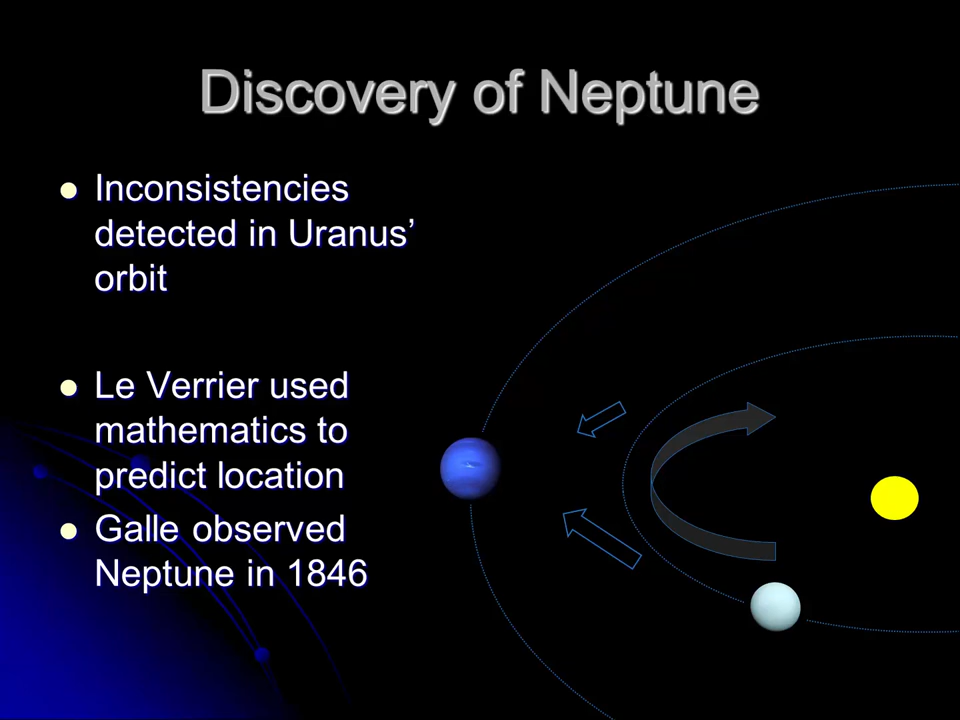 Discovery of Neptune
● Inconsistencies
detected in Uranus’
orbit
● Le Verrier used
mathematics to
predict location
● Galle observed
Neptune in 1846